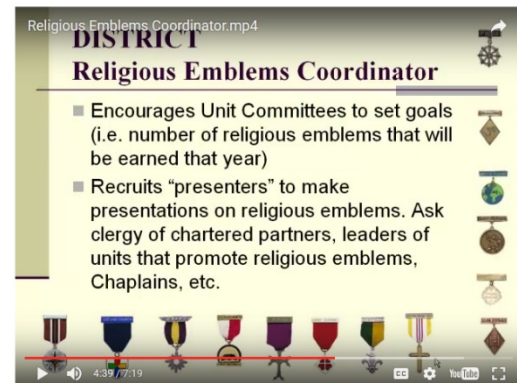 Religious Emblems Coordinator.mp4
DISTRICT
Religious Emblems Coordinator
Encourages Unit Committees to set goals
(i.e. number of religious emblems that will
be earned that year)
Recruits “presenters” to make
presentations on religious emblems. Ask
clergy of chartered partners, leaders of
units that promote religious emblems,
Chaplains, etc.
4:39 / 7:19
CC
YouTube